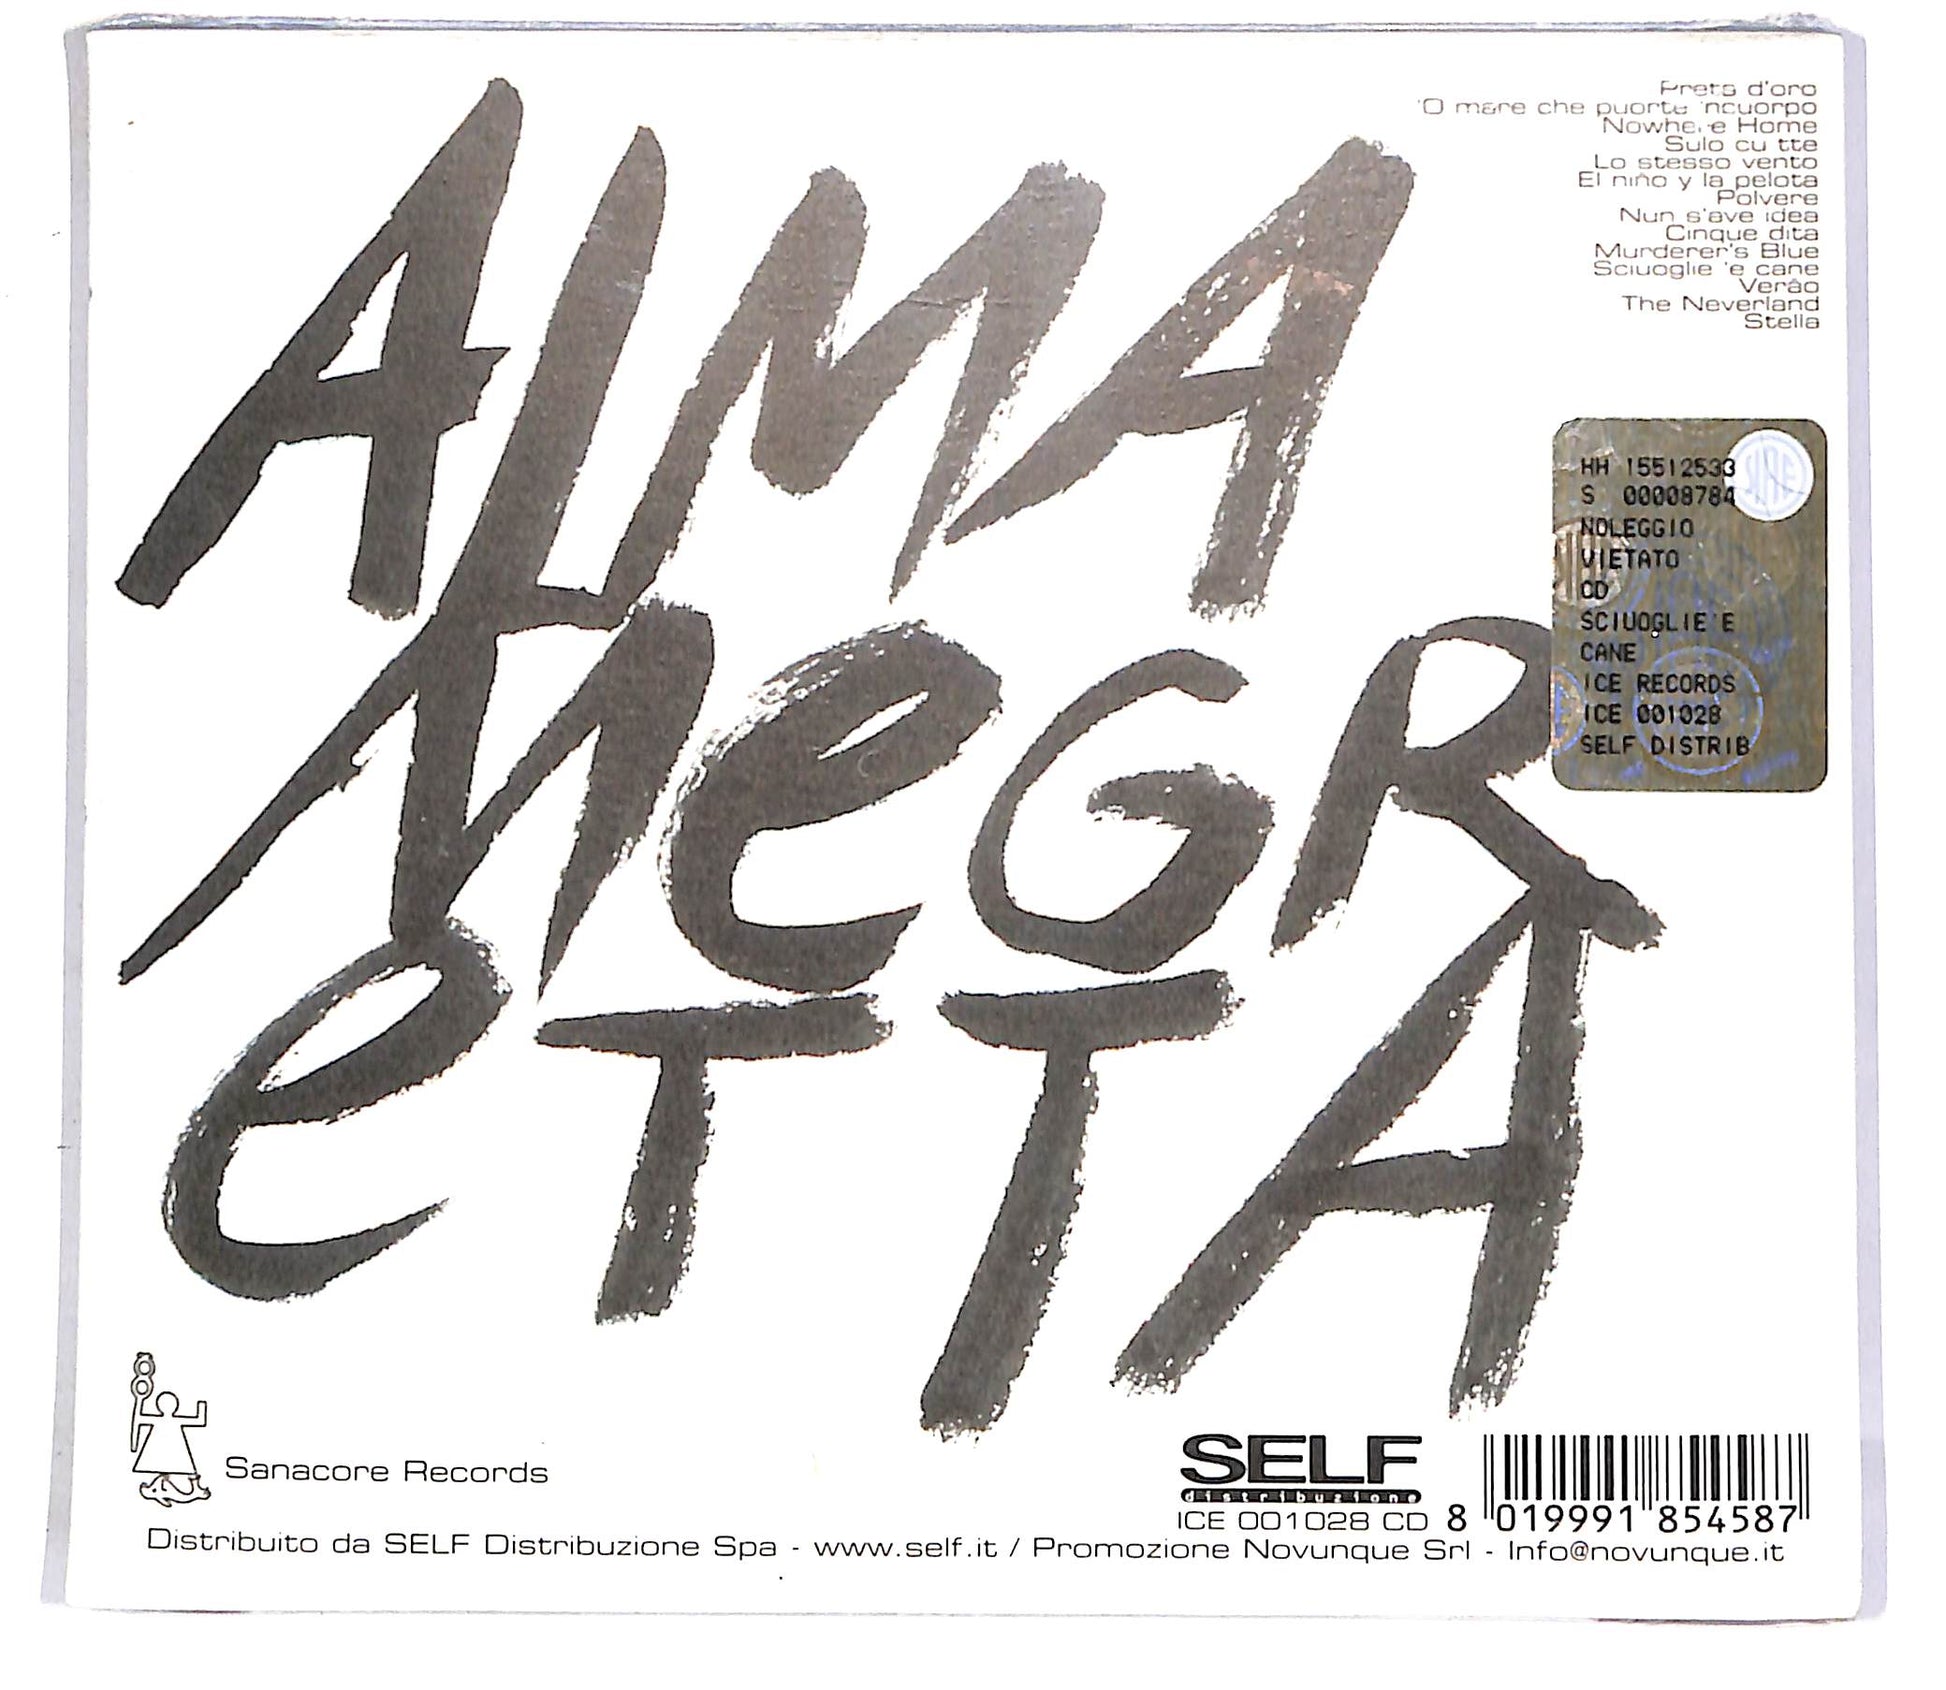 Preta d'oro
'O mare che puorte 'ncuorpo
Nowhere Home
Sulo cu tte
Lo stesso vento
El niño y la pelota
Polvere
Nun s'ave idea
Cinque dita
Murderer's Blue
Sciuoglie 'e cane
Verão
The Neverland
Stella
ALMA
MeGR
eTTA
SIAE
HH 15512533
S 00008784
NOLEGGIO
VIETATO
CD
SCIUOGLIE'E
CANE
ICE RECORDS
ICE 001028
SELF DISTRIB
Sanacore Records
SELF
distribuzione
ICE 001028 CD
8 019991 854587
Distribuito da SELF Distribuzione Spa - www.self.it / Promozione Novunque Srl - Info@novunque.it